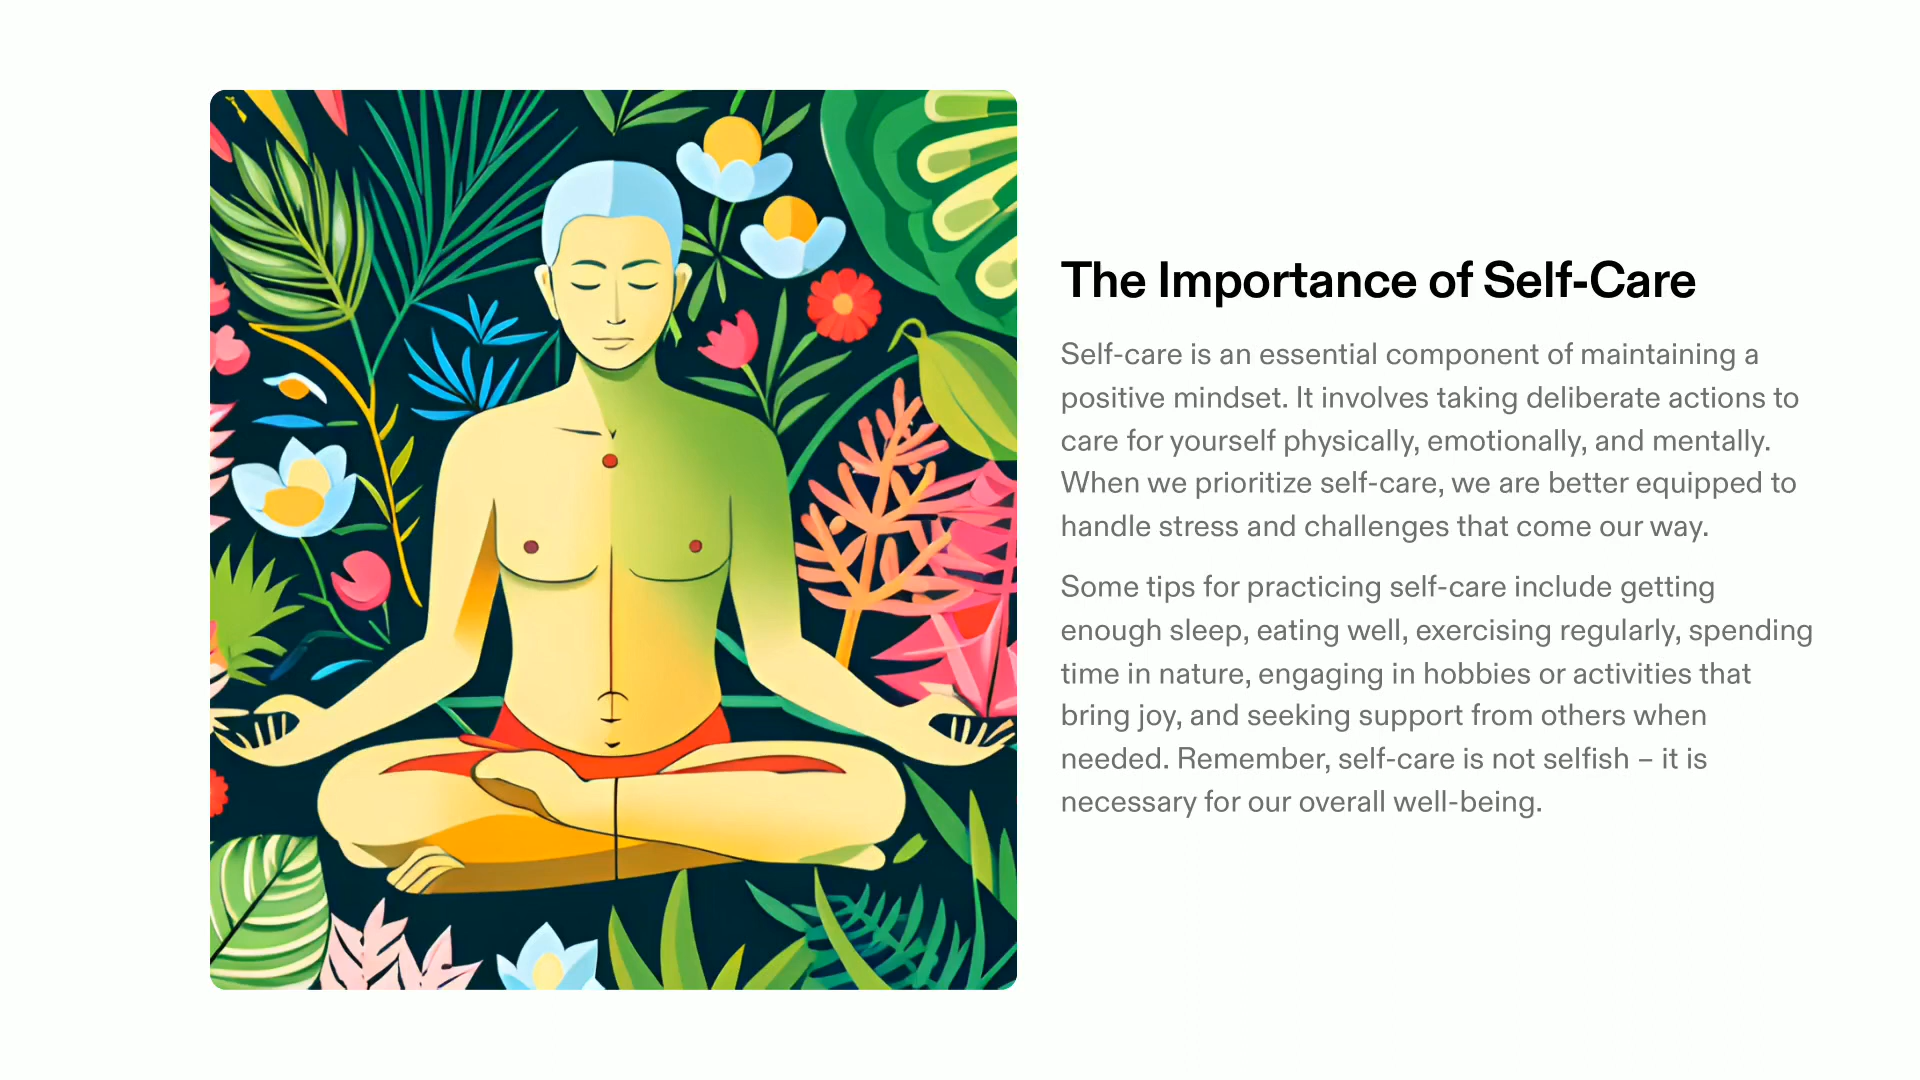 The Importance of Self-Care
Self-care is an essential component of maintaining a
positive mindset. It involves taking deliberate actions to
care for yourself physically, emotionally, and mentally.
When we prioritize self-care, we are better equipped to
handle stress and challenges that come our way.
Some tips for practicing self-care include getting
enough sleep, eating well, exercising regularly, spending
time in nature, engaging in hobbies or activities that
bring joy, and seeking support from others when
needed. Remember, self-care is not selfish – it is
necessary for our overall well-being.